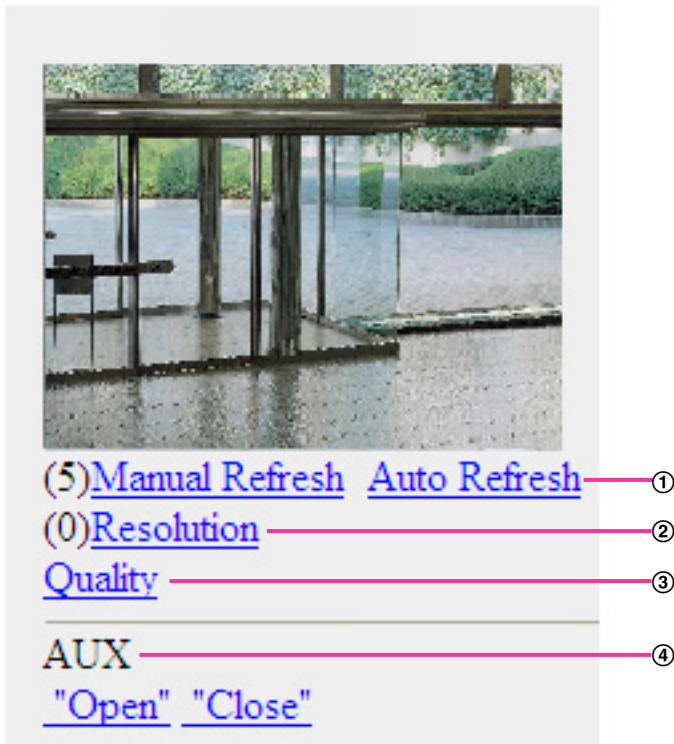 (5)Manual Refresh Auto Refresh ①
(0)Resolution ②
Quality ③
AUX ④
"Open" "Close"